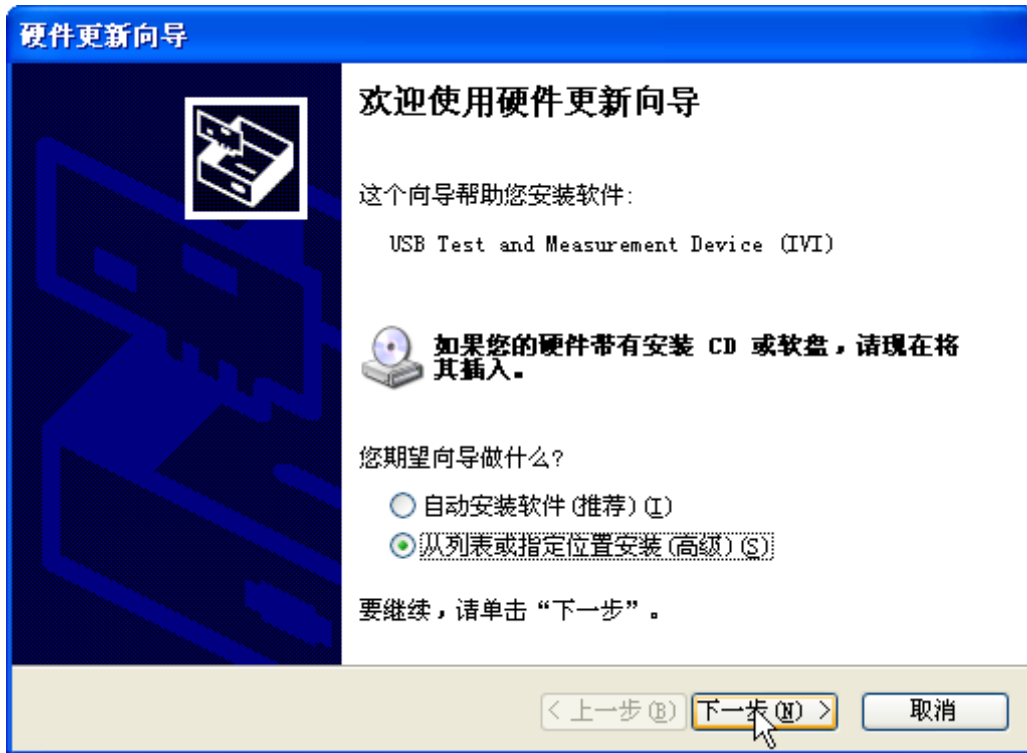 硬件更新向导
欢迎使用硬件更新向导
这个向导帮助您安装软件:
USB Test and Measurement Device (IVI)
如果您的硬件带有安装 CD 或软盘，请现在将
其插入。
您期望向导做什么?
自动安装软件(推荐)(I)
从列表或指定位置安装(高级)(S)
要继续，请单击“下一步”。
< 上一步(B) 下一步(N) > 取消